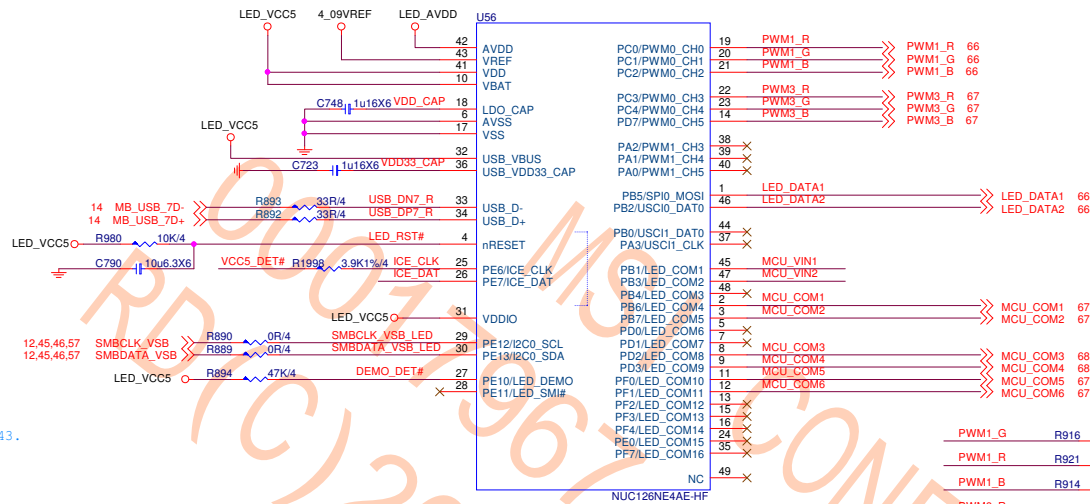 LED_VCC5 4_09VREF LED_AVDD U56
42 AVDD PC0/PWM0_CH0 19 PWM1_R PWM1_R 66
43 VREF PC1/PWM0_CH1 20 PWM1_G PWM1_G 66
41 VDD PC2/PWM0_CH2 21 PWM1_B PWM1_B 66
10 VBAT
PC3/PWM0_CH3 22 PWM3_R PWM3_R 67
C748 1u16X6 VDD_CAP 18 LDO_CAP PC4/PWM0_CH4 23 PWM3_G PWM3_G 67
6 AVSS PD7/PWM0_CH5 14 PWM3_B PWM3_B 67
LED_VCC5 17 VSS
PA2/PWM1_CH3 38
32 USB_VBUS PA1/PWM1_CH4 39
C723 1u16X6 VDD33_CAP 36 USB_VDD33_CAP PA0/PWM1_CH5 40
PB5/SPI0_MOSI 1 LED_DATA1 LED_DATA1 66
14 MB_USB_7D- R893 33R/4 USB_DN7_R 33 USB_D- PB2/USCI0_DAT0 46 LED_DATA2 LED_DATA2 66
14 MB_USB_7D+ R892 33R/4 USB_DP7_R 34 USB_D+
PB0/USCI1_DAT0 44
LED_VCC5 R980 10K/4 LED_RST# 4 nRESET PA3/USCI1_CLK 37
C790 10u6.3X6
VCC5_DET# R1998 3.9K1%/4 ICE_CLK 25 PE6/ICE_CLK PB1/LED_COM1 45 MCU_VIN1
ICE_DAT 26 PE7/ICE_DAT PB3/LED_COM2 47 MCU_VIN2
PB4/LED_COM3 48
PB6/LED_COM4 2 MCU_COM1 MCU_COM1 67
LED_VCC5 31 VDDIO PB7/LED_COM5 3 MCU_COM2 MCU_COM2 67
PD0/LED_COM6 5
12,45,46,57 SMBCLK_VSB R890 0R/4 SMBCLK_VSB_LED 29 PE12/I2C0_SCL PD1/LED_COM7 7
12,45,46,57 SMBDATA_VSB R889 0R/4 SMBDATA_VSB_LED 30 PE13/I2C0_SDA PD2/LED_COM8 8 MCU_COM3 MCU_COM3 68
PD3/LED_COM9 9 MCU_COM4 MCU_COM4 68
LED_VCC5 R894 47K/4 DEMO_DET# 27 PE10/LED_DEMO PF0/LED_COM10 11 MCU_COM5 MCU_COM5 67
28 PE11/LED_SMI# PF1/LED_COM11 12 MCU_COM6 MCU_COM6 67
PF2/LED_COM12 13
PF3/LED_COM13 15
PF4/LED_COM14 16
43.
PE0/LED_COM15 24
PF7/LED_COM16 35
NC 49
NUC126NE4AE-HF
PWM1_G R916
PWM1_R R921
PWM1_B R914
00017967
MSI
RD(C)20